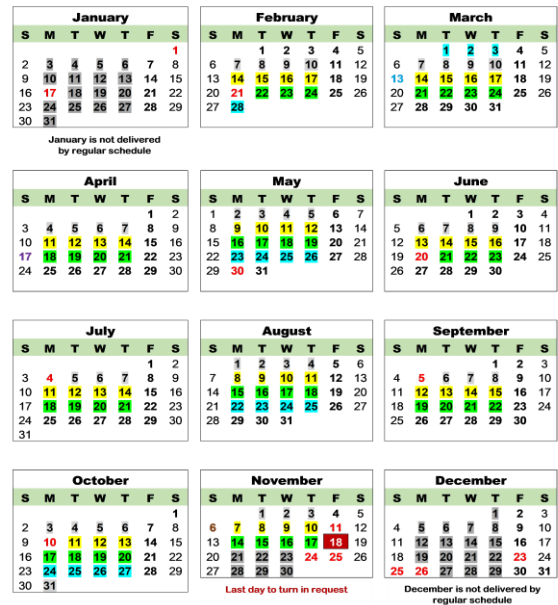 January
S M T W T F S
1
2 3 4 5 6 7 8
9 10 11 12 13 14 15
16 17 18 19 20 21 22
23 24 25 26 27 28 29
30 31
January is not delivered
by regular schedule
February
S M T W T F S
1 2 3 4 5
6 7 8 9 10 11 12
13 14 15 16 17 18 19
20 21 22 23 24 25 26
27 28
March
S M T W T F S
1 2 3 4 5
6 7 8 9 10 11 12
13 14 15 16 17 18 19
20 21 22 23 24 25 26
27 28 29 30 31
April
S M T W T F S
1 2
3 4 5 6 7 8 9
10 11 12 13 14 15 16
17 18 19 20 21 22 23
24 25 26 27 28 29 30
May
S M T W T F S
1 2 3 4 5 6 7
8 9 10 11 12 13 14
15 16 17 18 19 20 21
22 23 24 25 26 27 28
29 30 31
June
S M T W T F S
1 2 3 4
5 6 7 8 9 10 11
12 13 14 15 16 17 18
19 20 21 22 23 24 25
26 27 28 29 30
July
S M T W T F S
1 2
3 4 5 6 7 8 9
10 11 12 13 14 15 16
17 18 19 20 21 22 23
24 25 26 27 28 29 30
31
August
S M T W T F S
1 2 3 4 5 6
7 8 9 10 11 12 13
14 15 16 17 18 19 20
21 22 23 24 25 26 27
28 29 30 31
September
S M T W T F S
1 2 3
4 5 6 7 8 9 10
11 12 13 14 15 16 17
18 19 20 21 22 23 24
25 26 27 28 29 30
October
S M T W T F S
1
2 3 4 5 6 7 8
9 10 11 12 13 14 15
16 17 18 19 20 21 22
23 24 25 26 27 28 29
30 31
November
S M T W T F S
1 2 3 4 5
6 7 8 9 10 11 12
13 14 15 16 17 18 19
20 21 22 23 24 25 26
27 28 29 30
Last day to turn in request
December
S M T W T F S
1 2 3
4 5 6 7 8 9 10
11 12 13 14 15 16 17
18 19 20 21 22 23 24
25 26 27 28 29 30 31
December is not delivered by
regular schedule